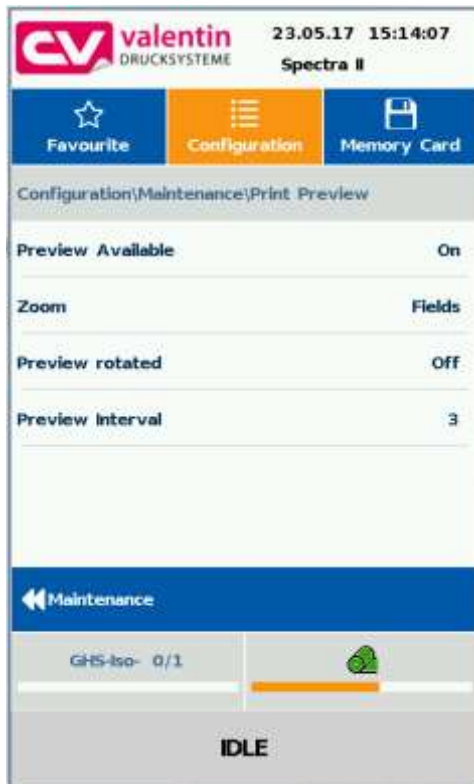 valentin 23.05.17 15:14:07
DRUCKSYSTEME Spectra II
Favourite Configuration Memory Card
Configuration\Maintenance\Print Preview
Preview Available On
Zoom Fields
Preview rotated Off
Preview Interval 3
Maintenance
GHS-Iso- 0/1
IDLE